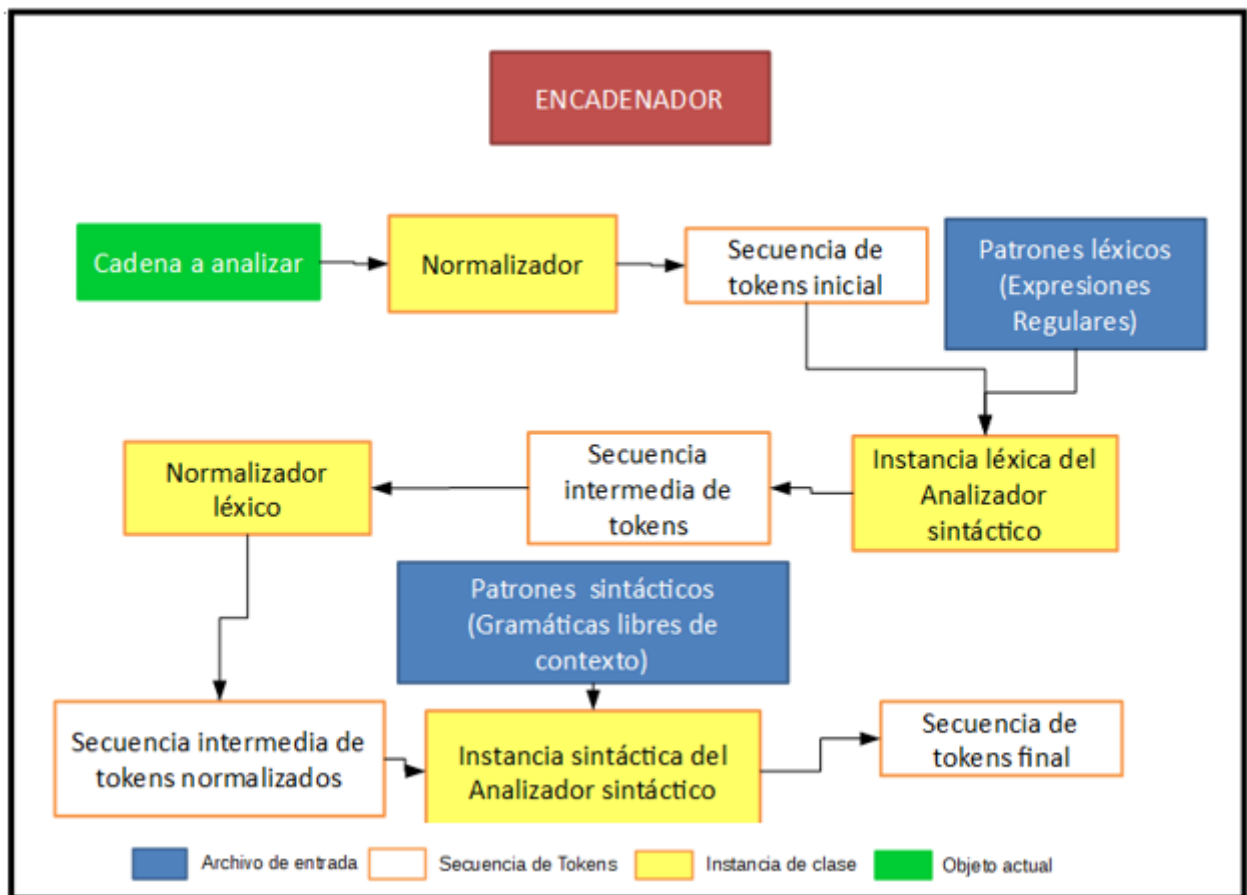 ENCADENADOR
Cadena a analizar
Normalizador
Secuencia de
tokens inicial
Patrones léxicos
(Expresiones
Regulares)
Normalizador
léxico
Secuencia
intermedia de
tokens
Instancia léxica del
Analizador
sintáctico
Patrones sintácticos
(Gramáticas libres de
contexto)
Secuencia intermedia de
tokens normalizados
Instancia sintáctica del
Analizador sintáctico
Secuencia de
tokens final
Archivo de entrada
Secuencia de Tokens
Instancia de clase
Objeto actual